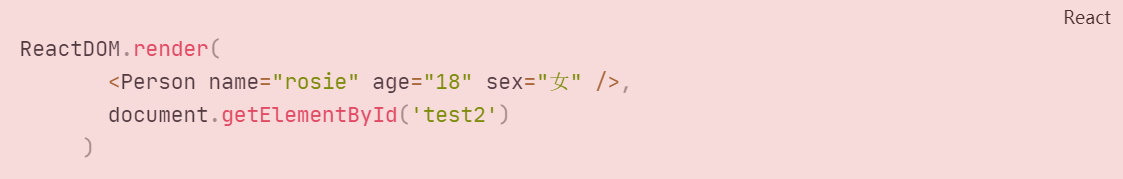 React
ReactDOM.render(
<Person name="rosie" age="18" sex="女" />,
document.getElementById('test2')
)